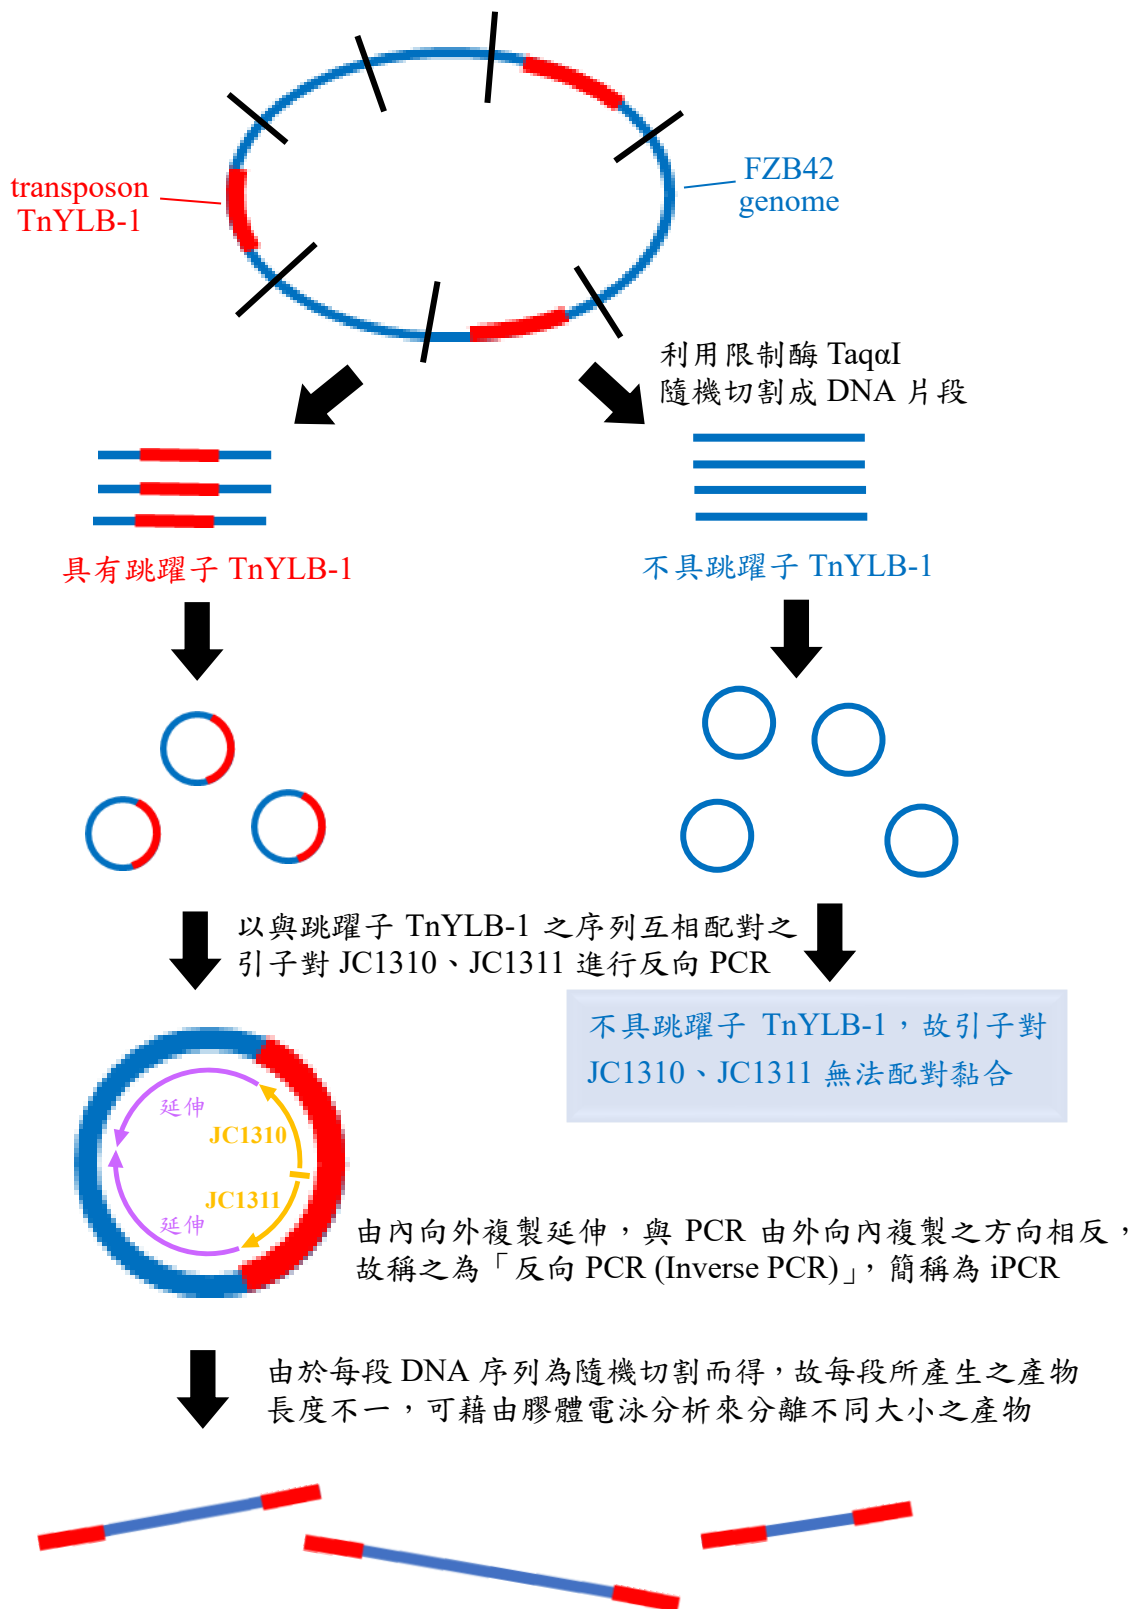 transposon
TnYLB-1
FZB42
genome
利用限制酶 TaqαI
隨機切割成 DNA 片段
具有跳躍子 TnYLB-1
不具跳躍子 TnYLB-1
以與跳躍子 TnYLB-1 之序列互相配對之
引子對 JC1310、JC1311 進行反向 PCR
不具跳躍子 TnYLB-1，故引子對
JC1310、JC1311 無法配對黏合
延伸
JC1310
JC1311
延伸
由內向外複製延伸，與 PCR 由外向內複製之方向相反，
故稱之為「反向 PCR (Inverse PCR)」，簡稱為 iPCR
由於每段 DNA 序列為隨機切割而得，故每段所產生之產物
長度不一，可藉由膠體電泳分析來分離不同大小之產物